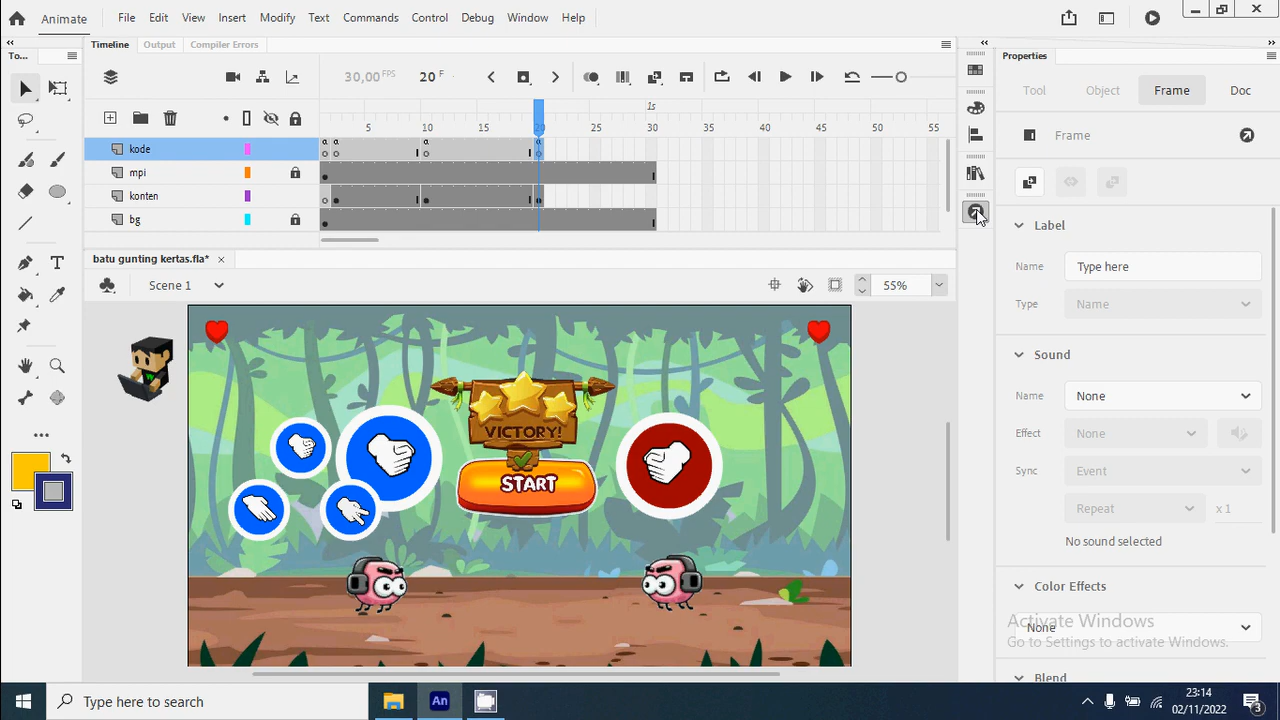 Animate
File Edit View Insert Modify Text Commands Control Debug Window Help
To...
Timeline Output Compiler Errors
30,00 FPS 20 F
1s
5 10 15 20 25 30 35 40 45 50 55
kode
mpi
konten
bg
batu gunting kertas.fla*
Scene 1
55%
VICTORY!
START
Properties
Tool Object Frame Doc
Frame
Label
Name Type here
Type Name
Sound
Name None
Effect None
Sync Event
Repeat x 1
No sound selected
Color Effects
None
Activate Windows
Go to Settings to activate Windows.
Blend
Type here to search
An
23:14
02/11/2022
3